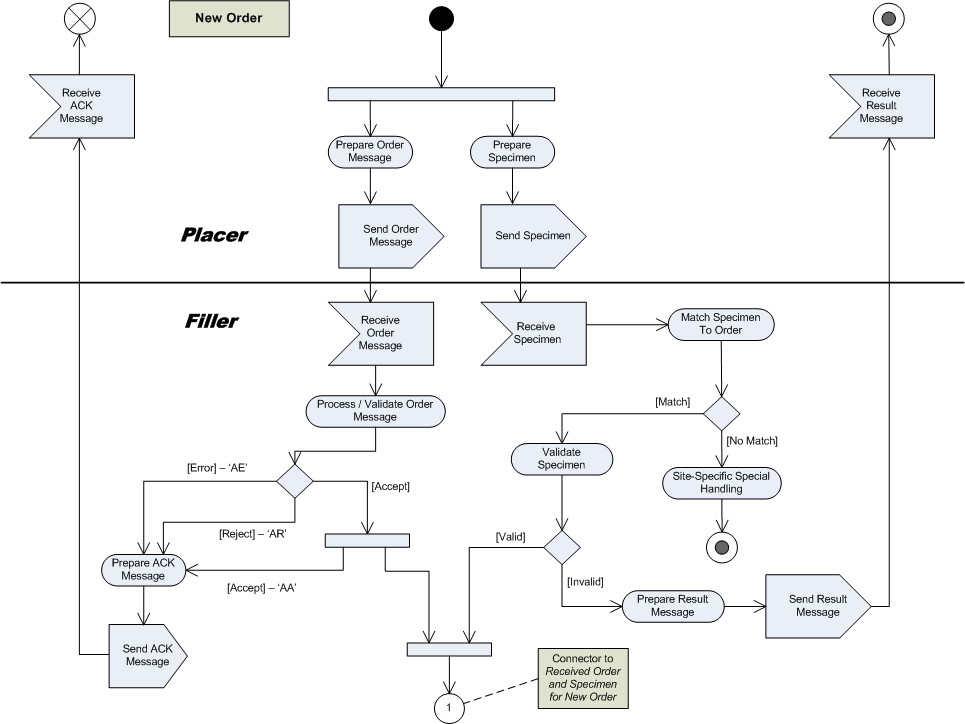 New Order
Receive
ACK
Message
Receive
Result
Message
Prepare Order
Message
Prepare
Specimen
Send Order
Message
Send Specimen
Placer
Filler
Receive
Order
Message
Receive
Specimen
Match Specimen
To Order
Process / Validate Order
Message
[Match]
[No Match]
Validate
Specimen
Site-Specific Special
Handling
[Error] – ‘AE’
[Accept]
[Reject] – ‘AR’
[Valid]
[Invalid]
Prepare ACK
Message
[Accept] – ‘AA’
Prepare Result
Message
Send Result
Message
Send ACK
Message
Connector to
Received Order
and Specimen
for New Order
1